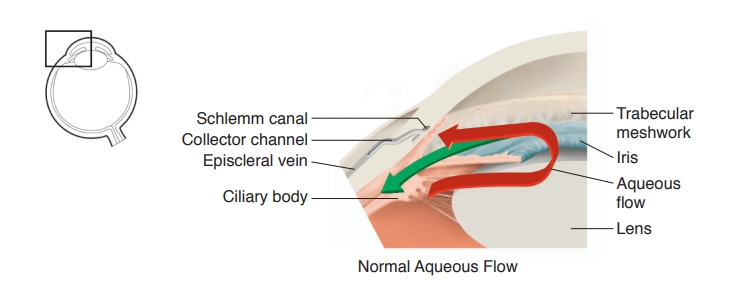 Schlemm canal
Collector channel
Episcleral vein
Ciliary body
Trabecular
meshwork
Iris
Aqueous
flow
Lens
Normal Aqueous Flow